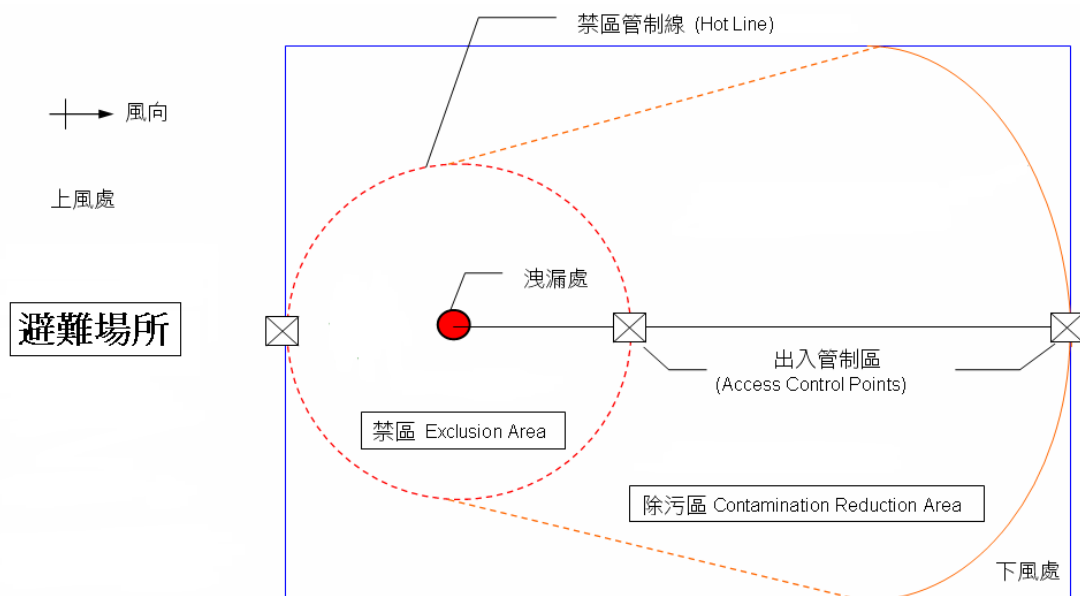 禁區管制線 (Hot Line)
風向
上風處
洩漏處
避難場所
出入管制區
(Access Control Points)
禁區 Exclusion Area
除污區 Contamination Reduction Area
下風處